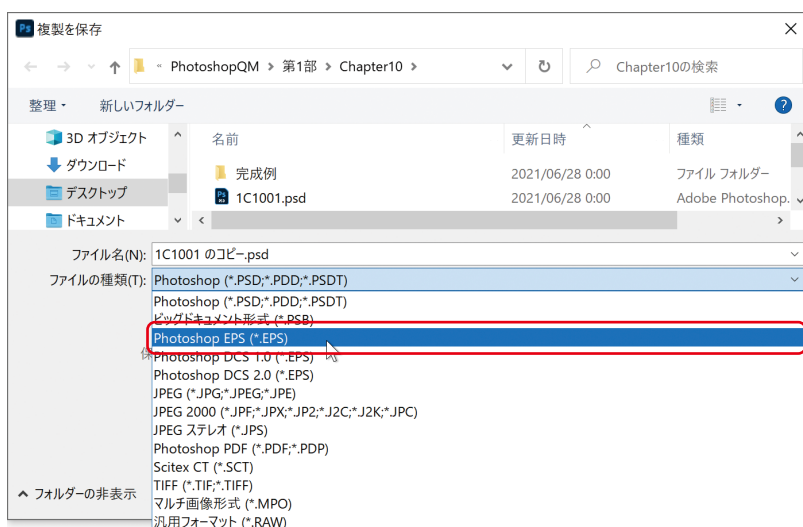 Ps 複製を保存
« PhotoshopQM > 第1部 > Chapter10 > Chapter10の検索
整理 新しいフォルダー ?
3D オブジェクト
ダウンロード
デスクトップ
ドキュメント
名前 更新日時 種類
完成例 2021/06/28 0:00 ファイル フォルダー
1C1001.psd 2021/06/28 0:00 Adobe Photoshop.
ファイル名(N): 1C1001 のコピー.psd
ファイルの種類(T): Photoshop (*.PSD;*.PDD;*.PSDT)
Photoshop (*.PSD;*.PDD;*.PSDT)
ビッグドキュメント形式 (*.PSB)
Photoshop EPS (*.EPS)
Photoshop DCS 1.0 (*.EPS)
Photoshop DCS 2.0 (*.EPS)
JPEG (*.JPG;*.JPEG;*.JPE)
JPEG 2000 (*.JPF;*.JPX;*.JP2;*.J2C;*.J2K;*.JPC)
JPEG ステレオ (*.JPS)
Photoshop PDF (*.PDF;*.PDP)
Scitex CT (*.SCT)
TIFF (*.TIF;*.TIFF)
マルチ画像形式 (*.MPO)
汎用フォーマット (*.RAW)
フォルダーの非表示